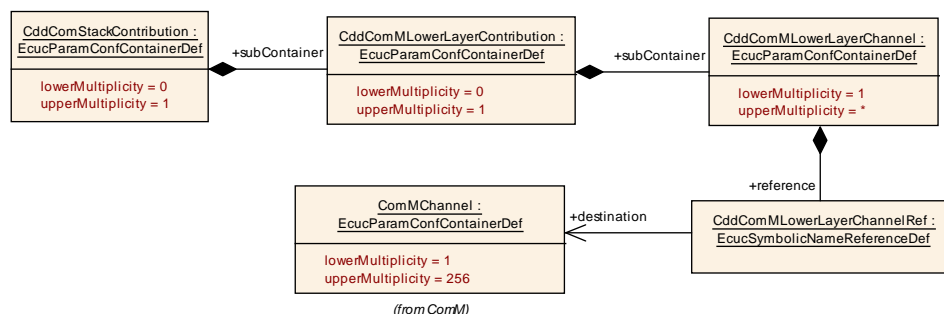 CddComStackContribution :
EcucParamConfContainerDef
lowerMultiplicity = 0
upperMultiplicity = 1
+subContainer
CddComMLowerLayerContribution :
EcucParamConfContainerDef
lowerMultiplicity = 0
upperMultiplicity = 1
+subContainer
CddComMLowerLayerChannel :
EcucParamConfContainerDef
lowerMultiplicity = 1
upperMultiplicity = *
+reference
ComMChannel :
EcucParamConfContainerDef
lowerMultiplicity = 1
upperMultiplicity = 256
(from ComM)
+destination
CddComMLowerLayerChannelRef :
EcucSymbolicNameReferenceDef